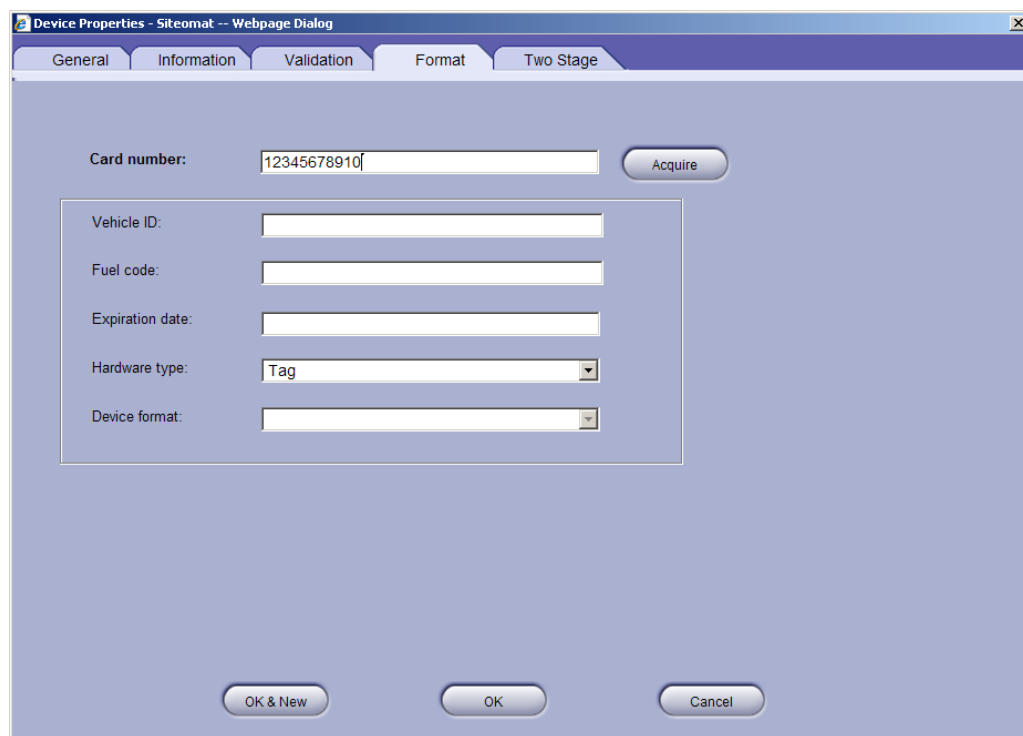 Device Properties - Siteomat -- Webpage Dialog
General Information Validation Format Two Stage
Card number: 12345678910 Acquire
Vehicle ID:
Fuel code:
Expiration date:
Hardware type: Tag
Device format:
OK & New OK Cancel